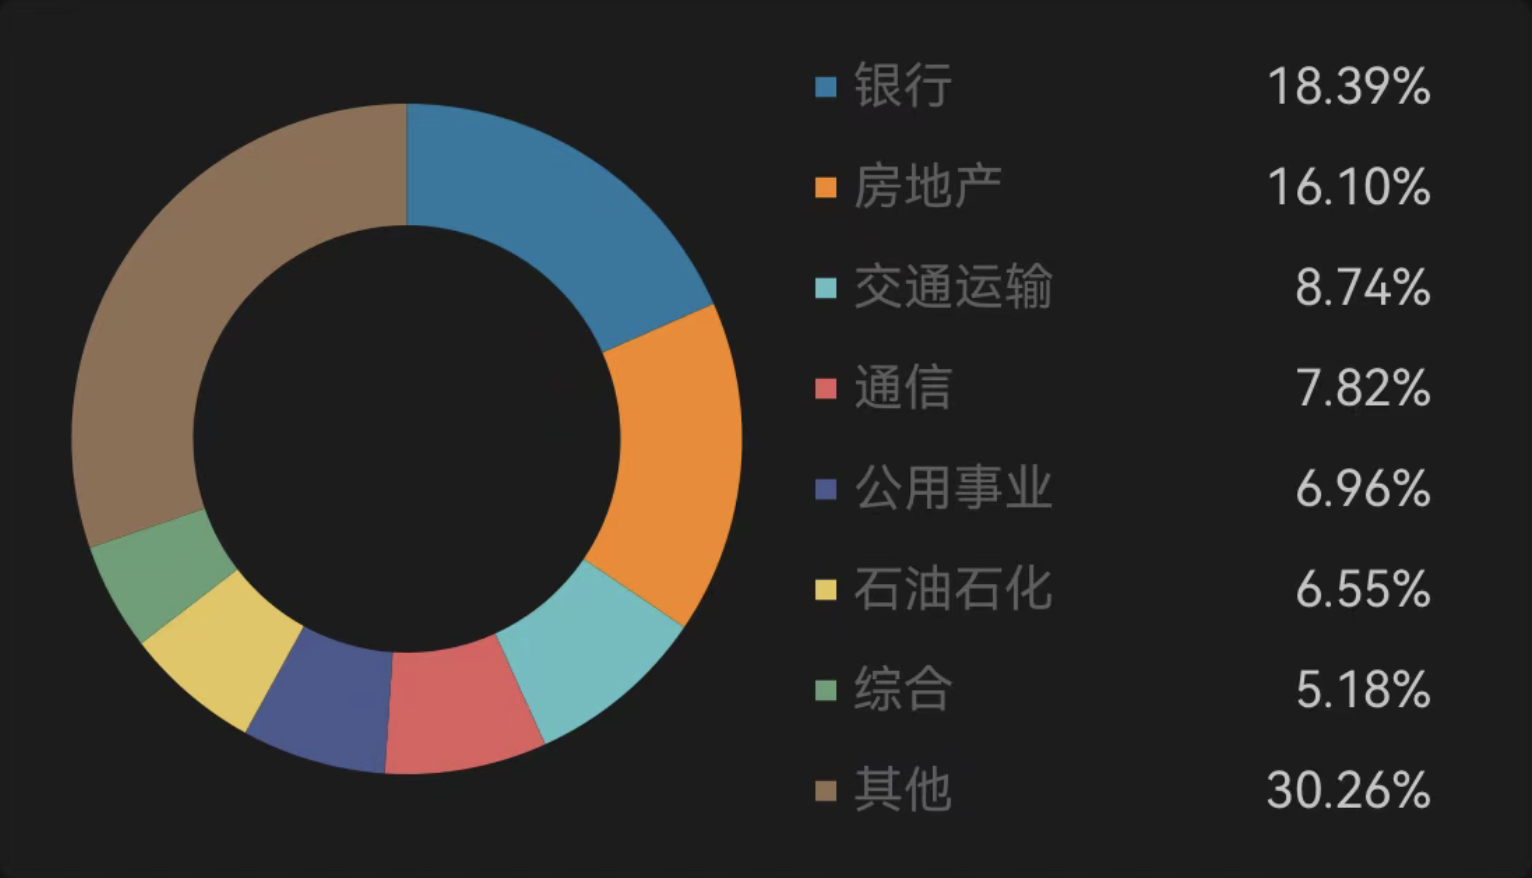 银行 18.39%
房地产 16.10%
交通运输 8.74%
通信 7.82%
公用事业 6.96%
石油石化 6.55%
综合 5.18%
其他 30.26%